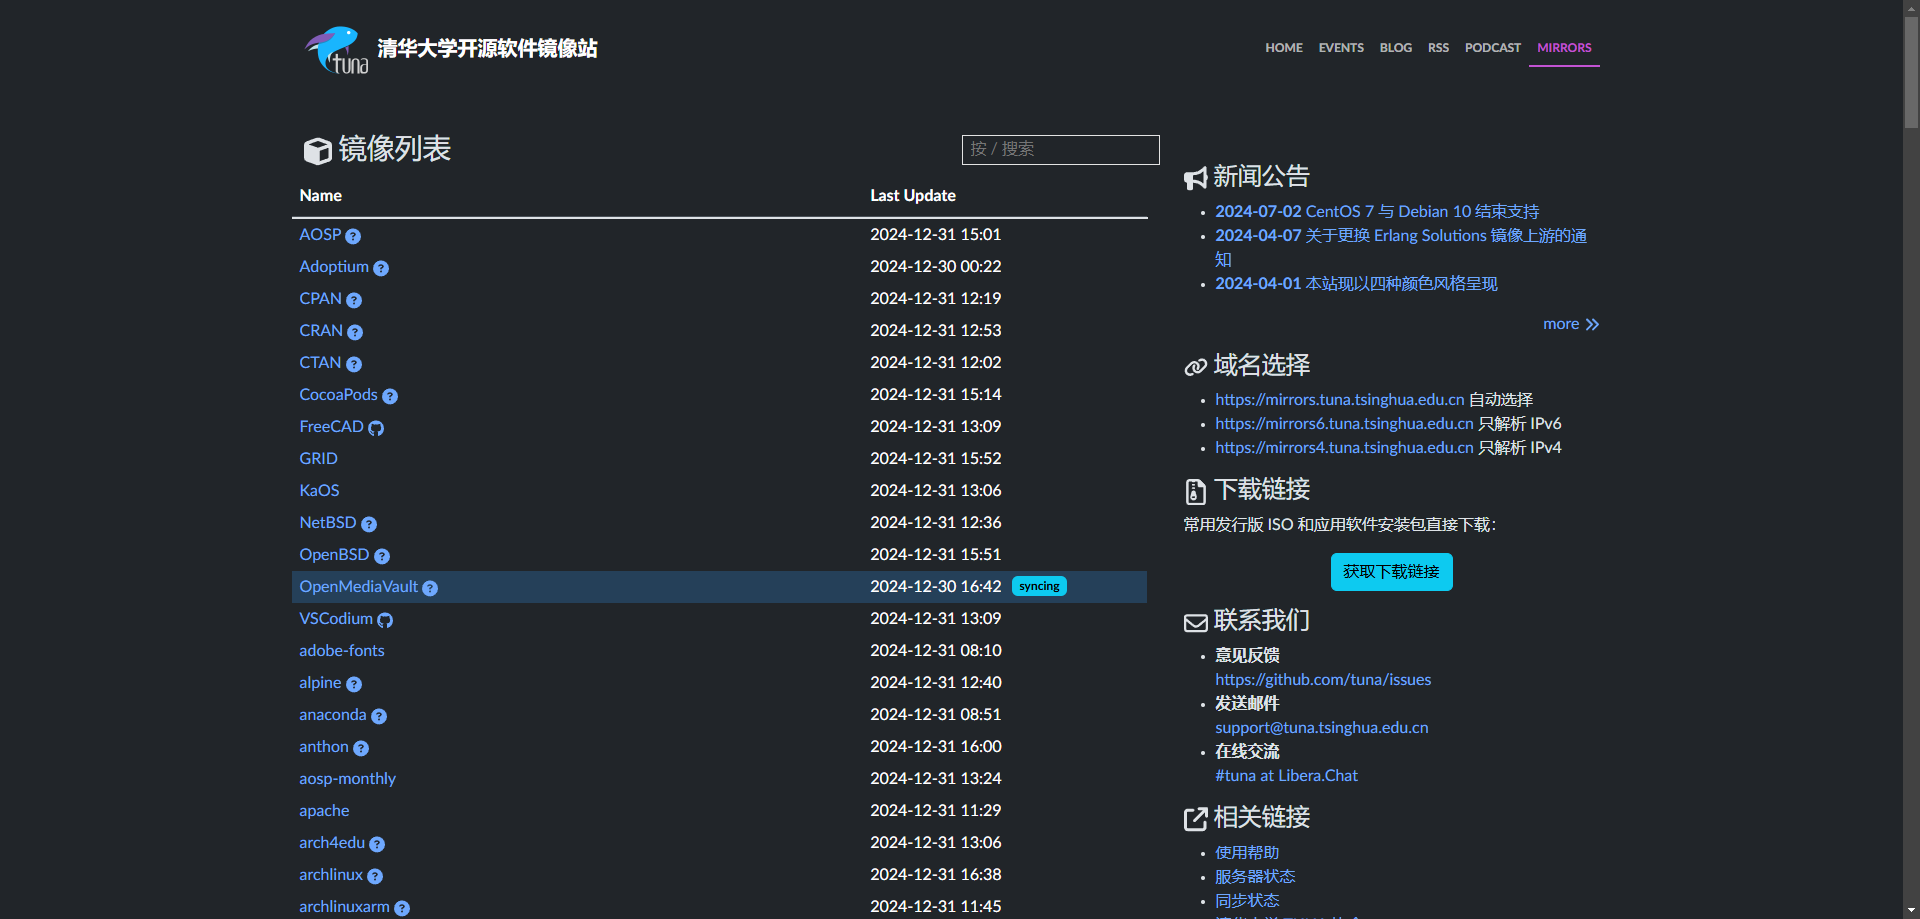 tuna 清华大学开源软件镜像站
HOME EVENTS BLOG RSS PODCAST MIRRORS
镜像列表
按 / 搜索
Name Last Update
AOSP ? 2024-12-31 15:01
Adoptium ? 2024-12-30 00:22
CPAN ? 2024-12-31 12:19
CRAN ? 2024-12-31 12:53
CTAN ? 2024-12-31 12:02
CocoaPods ? 2024-12-31 15:14
FreeCAD 2024-12-31 13:09
GRID 2024-12-31 15:52
KaOS 2024-12-31 13:06
NetBSD ? 2024-12-31 12:36
OpenBSD ? 2024-12-31 15:51
OpenMediaVault ? 2024-12-30 16:42 syncing
VSCodium 2024-12-31 13:09
adobe-fonts 2024-12-31 08:10
alpine ? 2024-12-31 12:40
anaconda ? 2024-12-31 08:51
anthon ? 2024-12-31 16:00
aosp-monthly 2024-12-31 13:24
apache 2024-12-31 11:29
arch4edu ? 2024-12-31 13:06
archlinux ? 2024-12-31 16:38
archlinuxarm ? 2024-12-31 11:45
新闻公告
2024-07-02 CentOS 7 与 Debian 10 结束支持
2024-04-07 关于更换 Erlang Solutions 镜像上游的通
知
2024-04-01 本站现以四种颜色风格呈现
more
域名选择
https://mirrors.tuna.tsinghua.edu.cn 自动选择
https://mirrors6.tuna.tsinghua.edu.cn 只解析 IPv6
https://mirrors4.tuna.tsinghua.edu.cn 只解析 IPv4
下载链接
常用发行版 ISO 和应用软件安装包直接下载：
获取下载链接
联系我们
意见反馈
https://github.com/tuna/issues
发送邮件
support@tuna.tsinghua.edu.cn
在线交流
#tuna at Libera.Chat
相关链接
使用帮助
服务器状态
同步状态